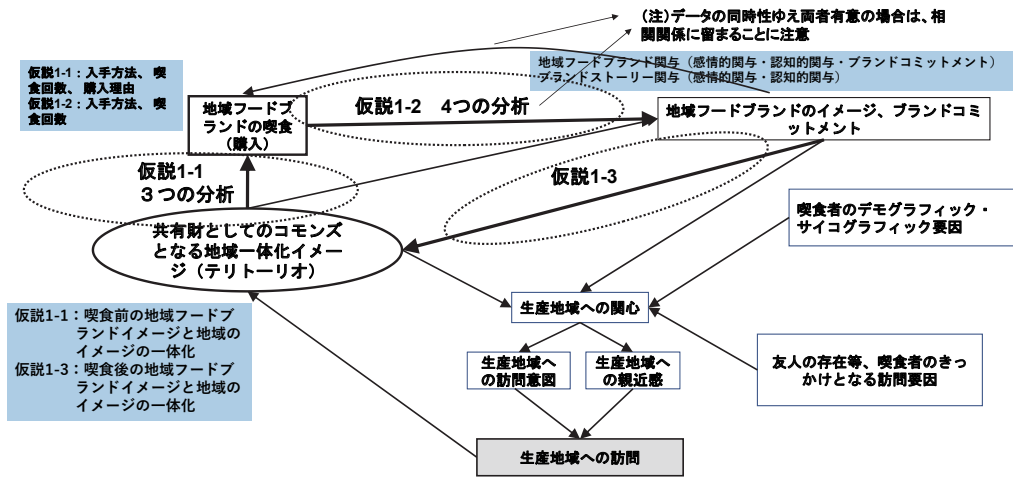 （注）データの同時性ゆえ両者有意の場合は、相
関関係に留まることに注意
地域フードブランド関与（感情的関与・認知的関与・ブランドコミットメント）
ブランドストーリー関与（感情的関与・認知的関与）
仮説1-1：入手方法、喫
食回数、購入理由
仮説1-2：入手方法、喫
食回数
地域フードブ
ランドの喫食
（購入）
仮説1-2　4つの分析
地域フードブランドのイメージ、ブランドコミ
ットメント
仮説1-1
３つの分析
仮説1-3
共有財としてのコモンズ
となる地域一体化イメー
ジ（テリトーリオ）
喫食者のデモグラフィック・
サイコグラフィック要因
仮説1-1：喫食前の地域フードブ
ランドイメージと地域の
イメージの一体化
仮説1-3：喫食後の地域フードブ
ランドイメージと地域の
イメージの一体化
生産地域への関心
生産地域へ
の訪問意図
生産地域へ
の親近感
友人の存在等、喫食者のきっ
かけとなる訪問要因
生産地域への訪問